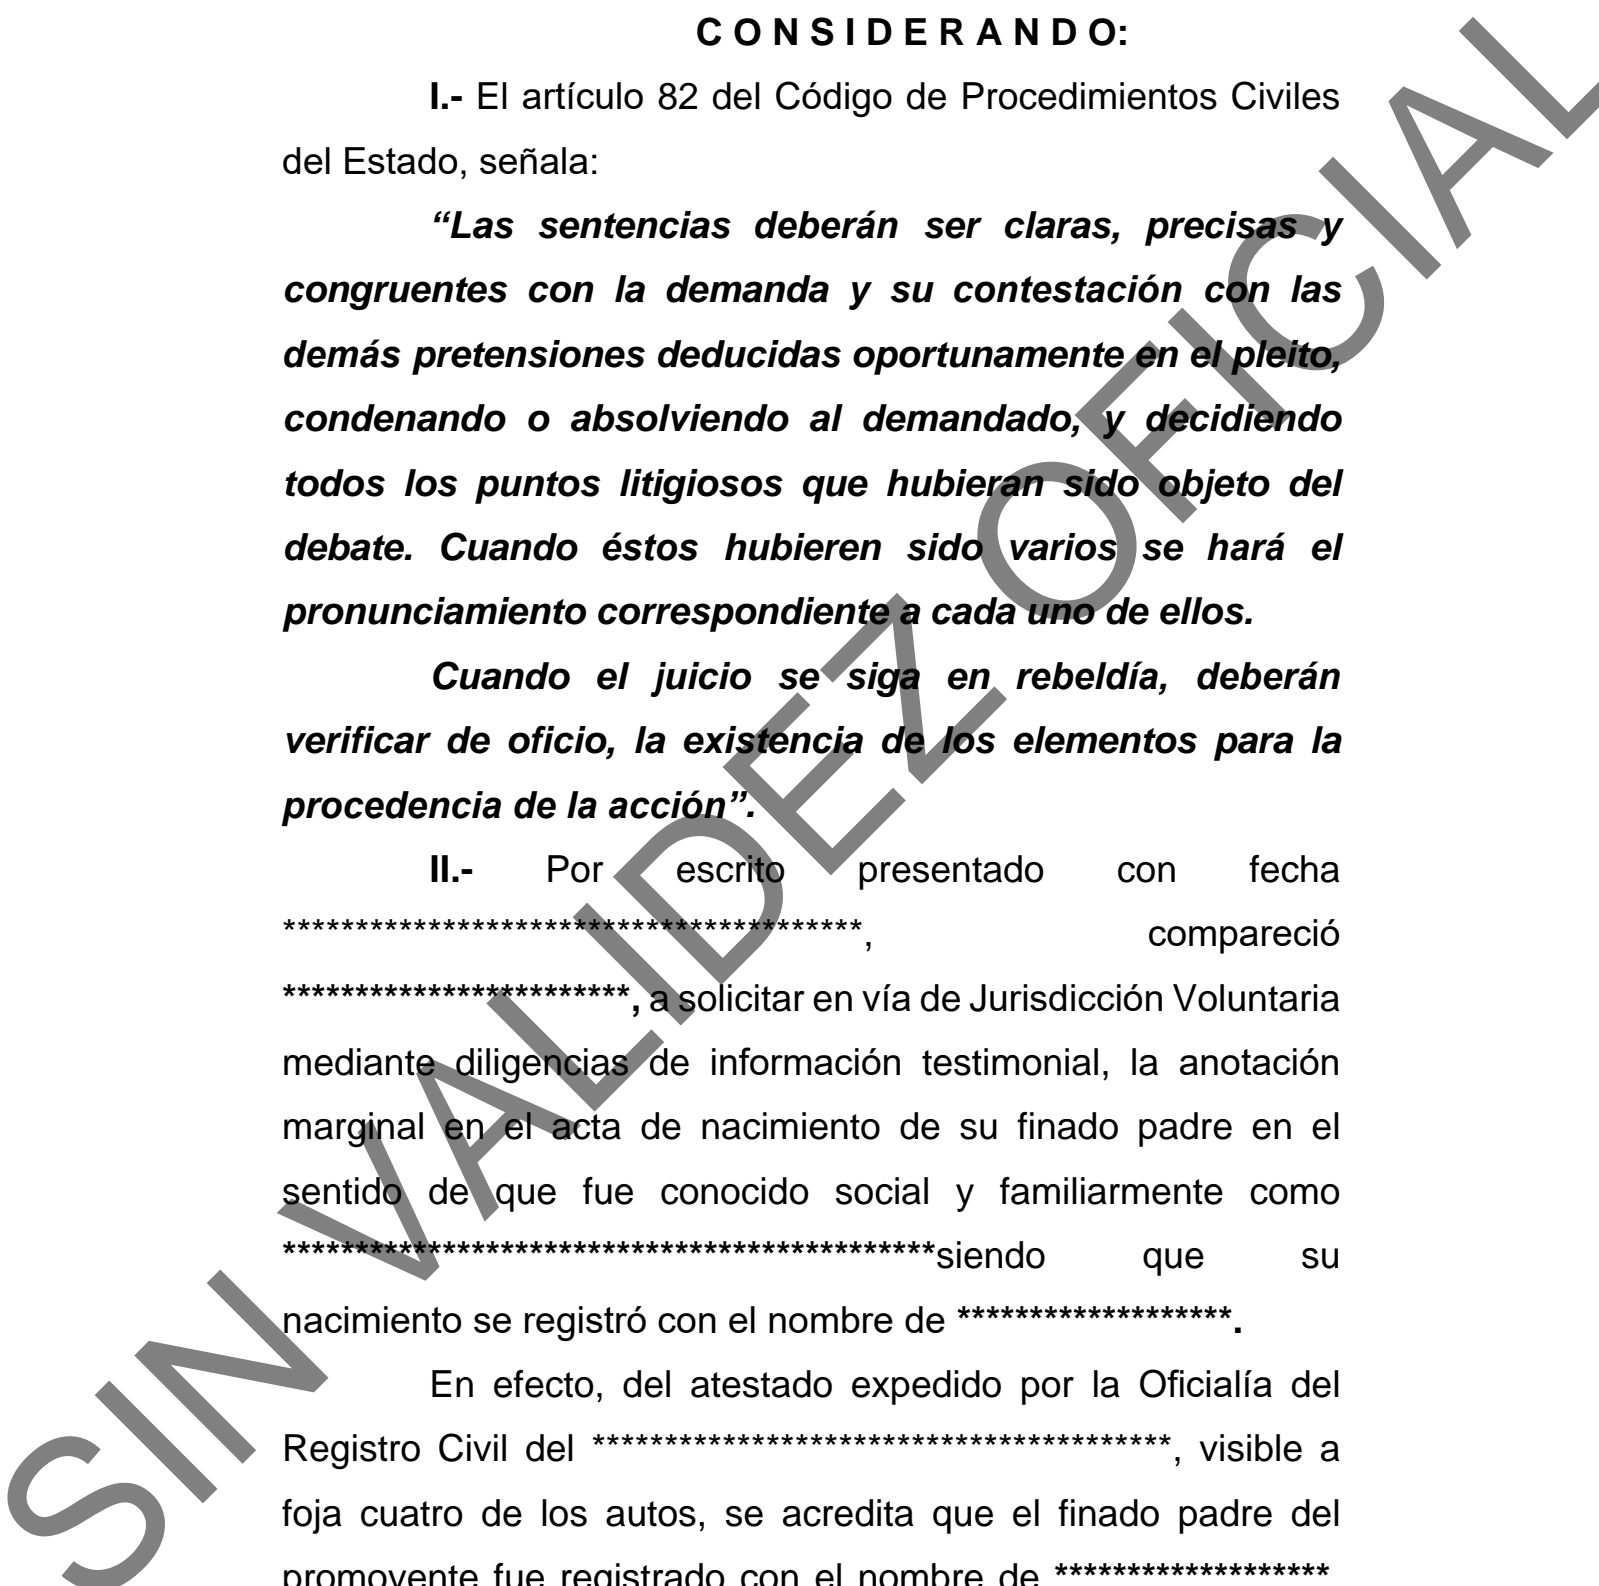 C O N S I D E R A N D O:
I.- El artículo 82 del Código de Procedimientos Civiles
del Estado, señala:
“Las sentencias deberán ser claras, precisas y
congruentes con la demanda y su contestación con las
demás pretensiones deducidas oportunamente en el pleito,
condenando o absolviendo al demandado, y decidiendo
todos los puntos litigiosos que hubieran sido objeto del
debate. Cuando éstos hubieren sido varios se hará el
pronunciamiento correspondiente a cada uno de ellos.
Cuando el juicio se siga en rebeldía, deberán
verificar de oficio, la existencia de los elementos para la
procedencia de la acción”.
II.- Por escrito presentado con fecha
****************************************, compareció
************************, a solicitar en vía de Jurisdicción Voluntaria
mediante diligencias de información testimonial, la anotación
marginal en el acta de nacimiento de su finado padre en el
sentido de que fue conocido social y familiarmente como
*********************************************siendo que su
nacimiento se registró con el nombre de *******************.
En efecto, del atestado expedido por la Oficialía del
Registro Civil del ****************************************, visible a
foja cuatro de los autos, se acredita que el finado padre del
promovente fue registrado con el nombre de *******************
SIN VALIDEZ OFICIAL